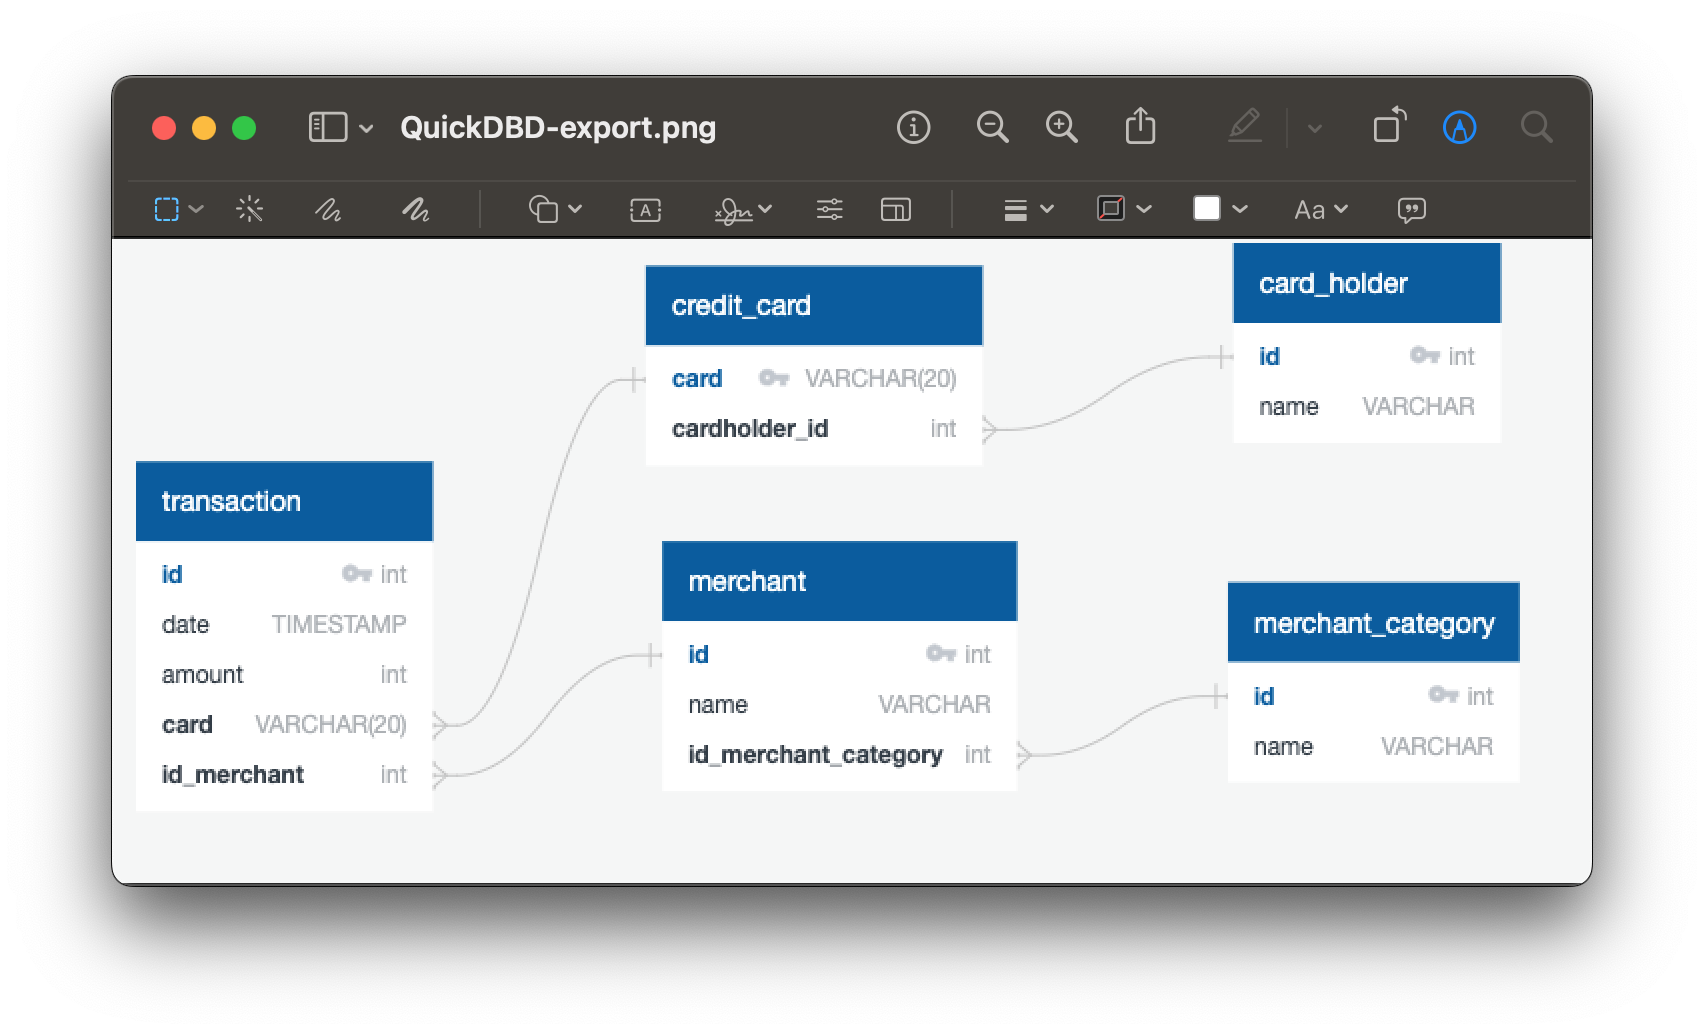 QuickDBD-export.png
A
Aa
credit_card
card VARCHAR(20)
cardholder_id int
card_holder
id int
name VARCHAR
transaction
id int
date TIMESTAMP
amount int
card VARCHAR(20)
id_merchant int
merchant
id int
name VARCHAR
id_merchant_category int
merchant_category
id int
name VARCHAR